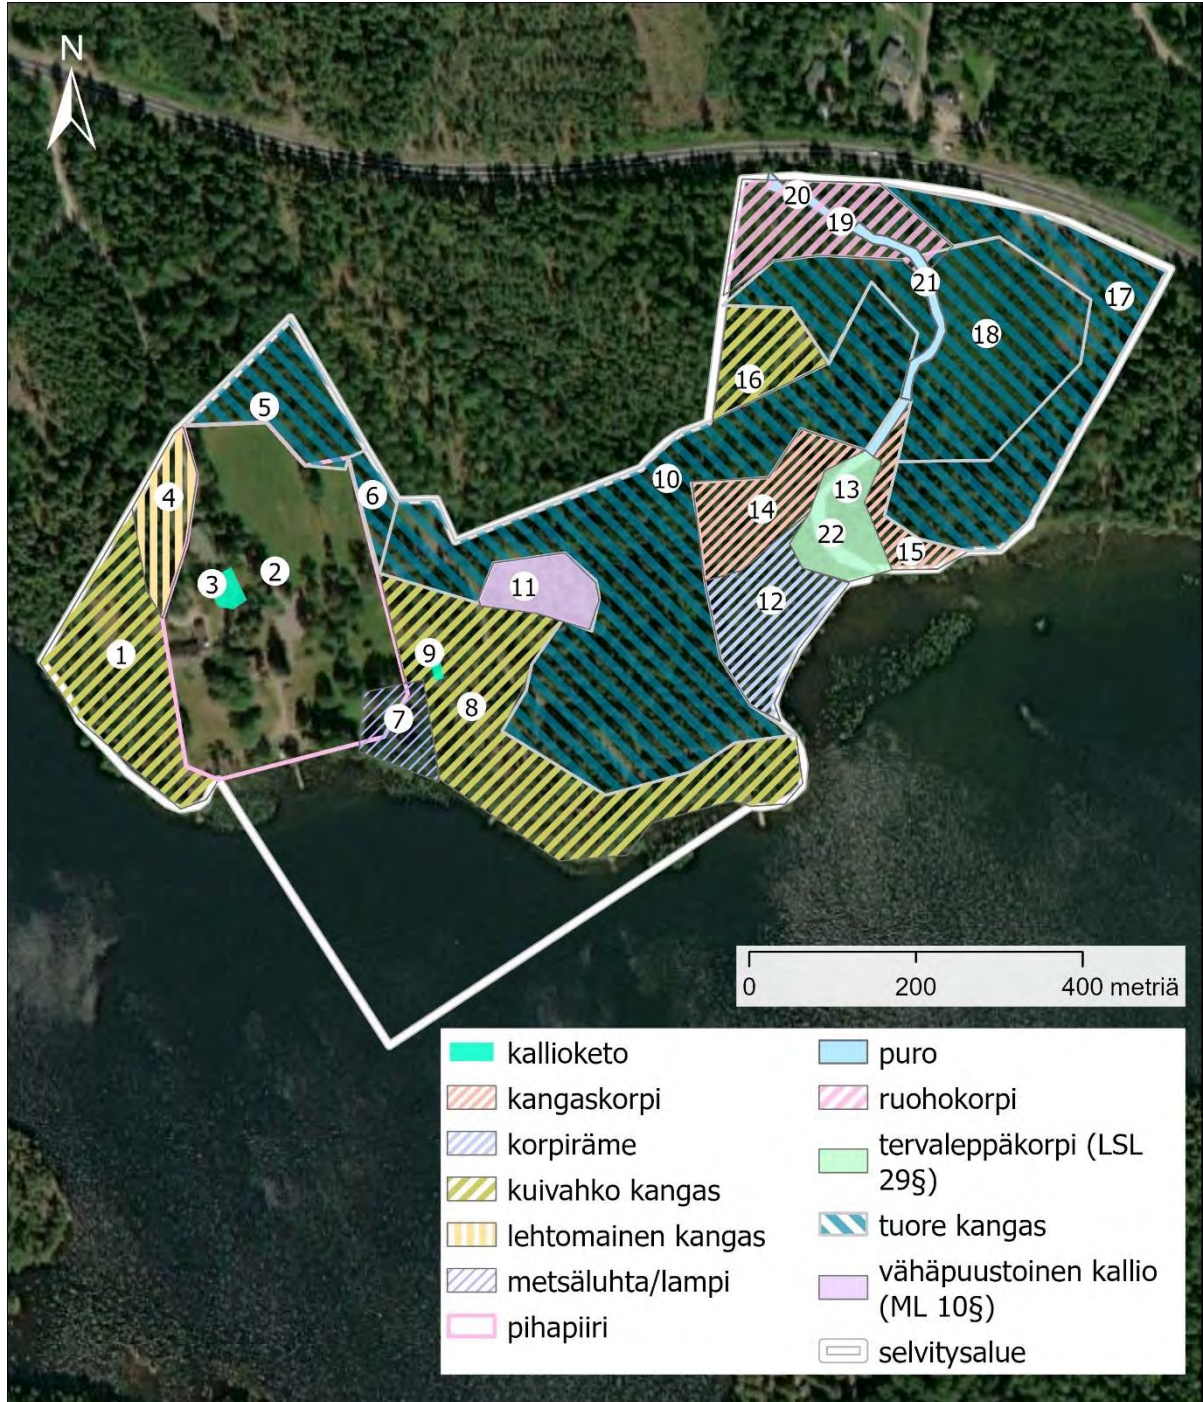 N
20
19
21
17
18
16
5
10
6
4
13
14
22
15
2
3
11
12
9
1
8
7
0 200 400 metriä
kallioketo
kangaskorpi
korpiräme
kuivahko kangas
lehtomainen kangas
metsäluhta/lampi
pihapiiri
puro
ruohokorpi
tervaleppäkorpi (LSL
29§)
tuore kangas
vähäpuustoinen kallio
(ML 10§)
selvitysalue